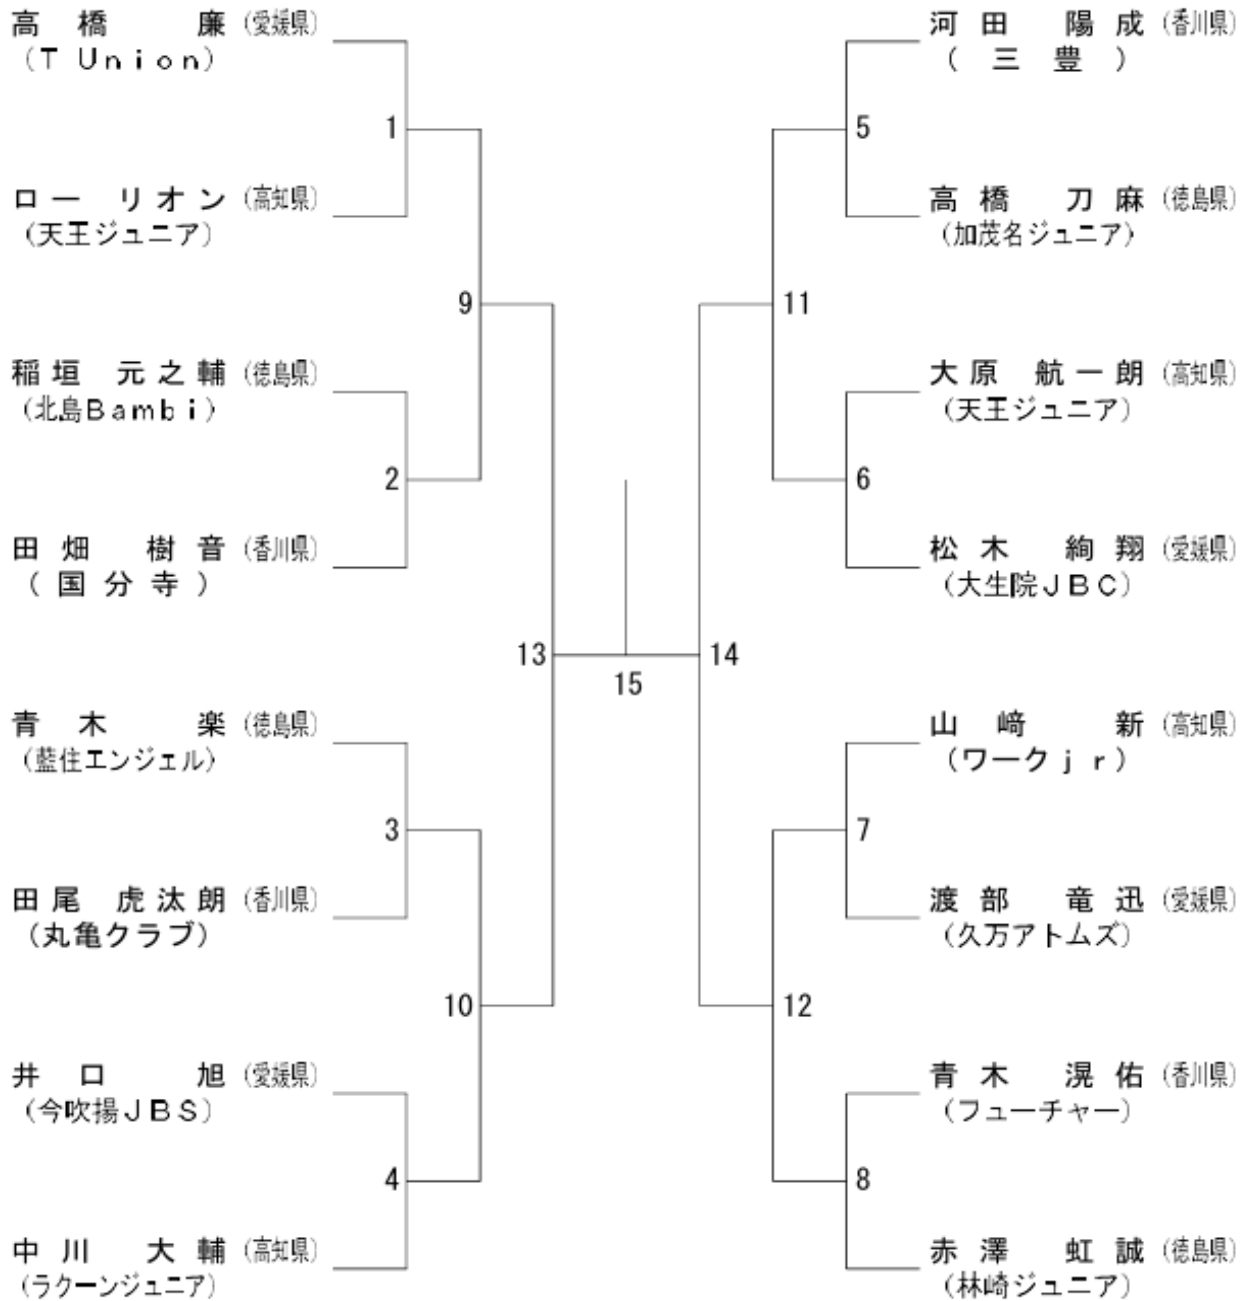 高橋 廉 (愛媛県)
(T Union)
1
ロー リオン (高知県)
(天王ジュニア)
9
稲垣 元之輔 (徳島県)
(北島Bambi)
2
田畑 樹音 (香川県)
(国分寺)
13
青木 楽 (徳島県)
(藍住エンジェル)
3
田尾 虎汰朗 (香川県)
(丸亀クラブ)
10
井口 旭 (愛媛県)
(今吹揚JBS)
4
中川 大輔 (高知県)
(ラクーンジュニア)
15
河田 陽成 (香川県)
(三豊)
5
高橋 刀麻 (徳島県)
(加茂名ジュニア)
11
大原 航一朗 (高知県)
(天王ジュニア)
6
松木 絢翔 (愛媛県)
(大生院JBC)
14
山﨑 新 (高知県)
(ワークjr)
7
渡部 竜迅 (愛媛県)
(久万アトムズ)
12
青木 滉佑 (香川県)
(フューチャー)
8
赤澤 虹誠 (徳島県)
(林崎ジュニア)